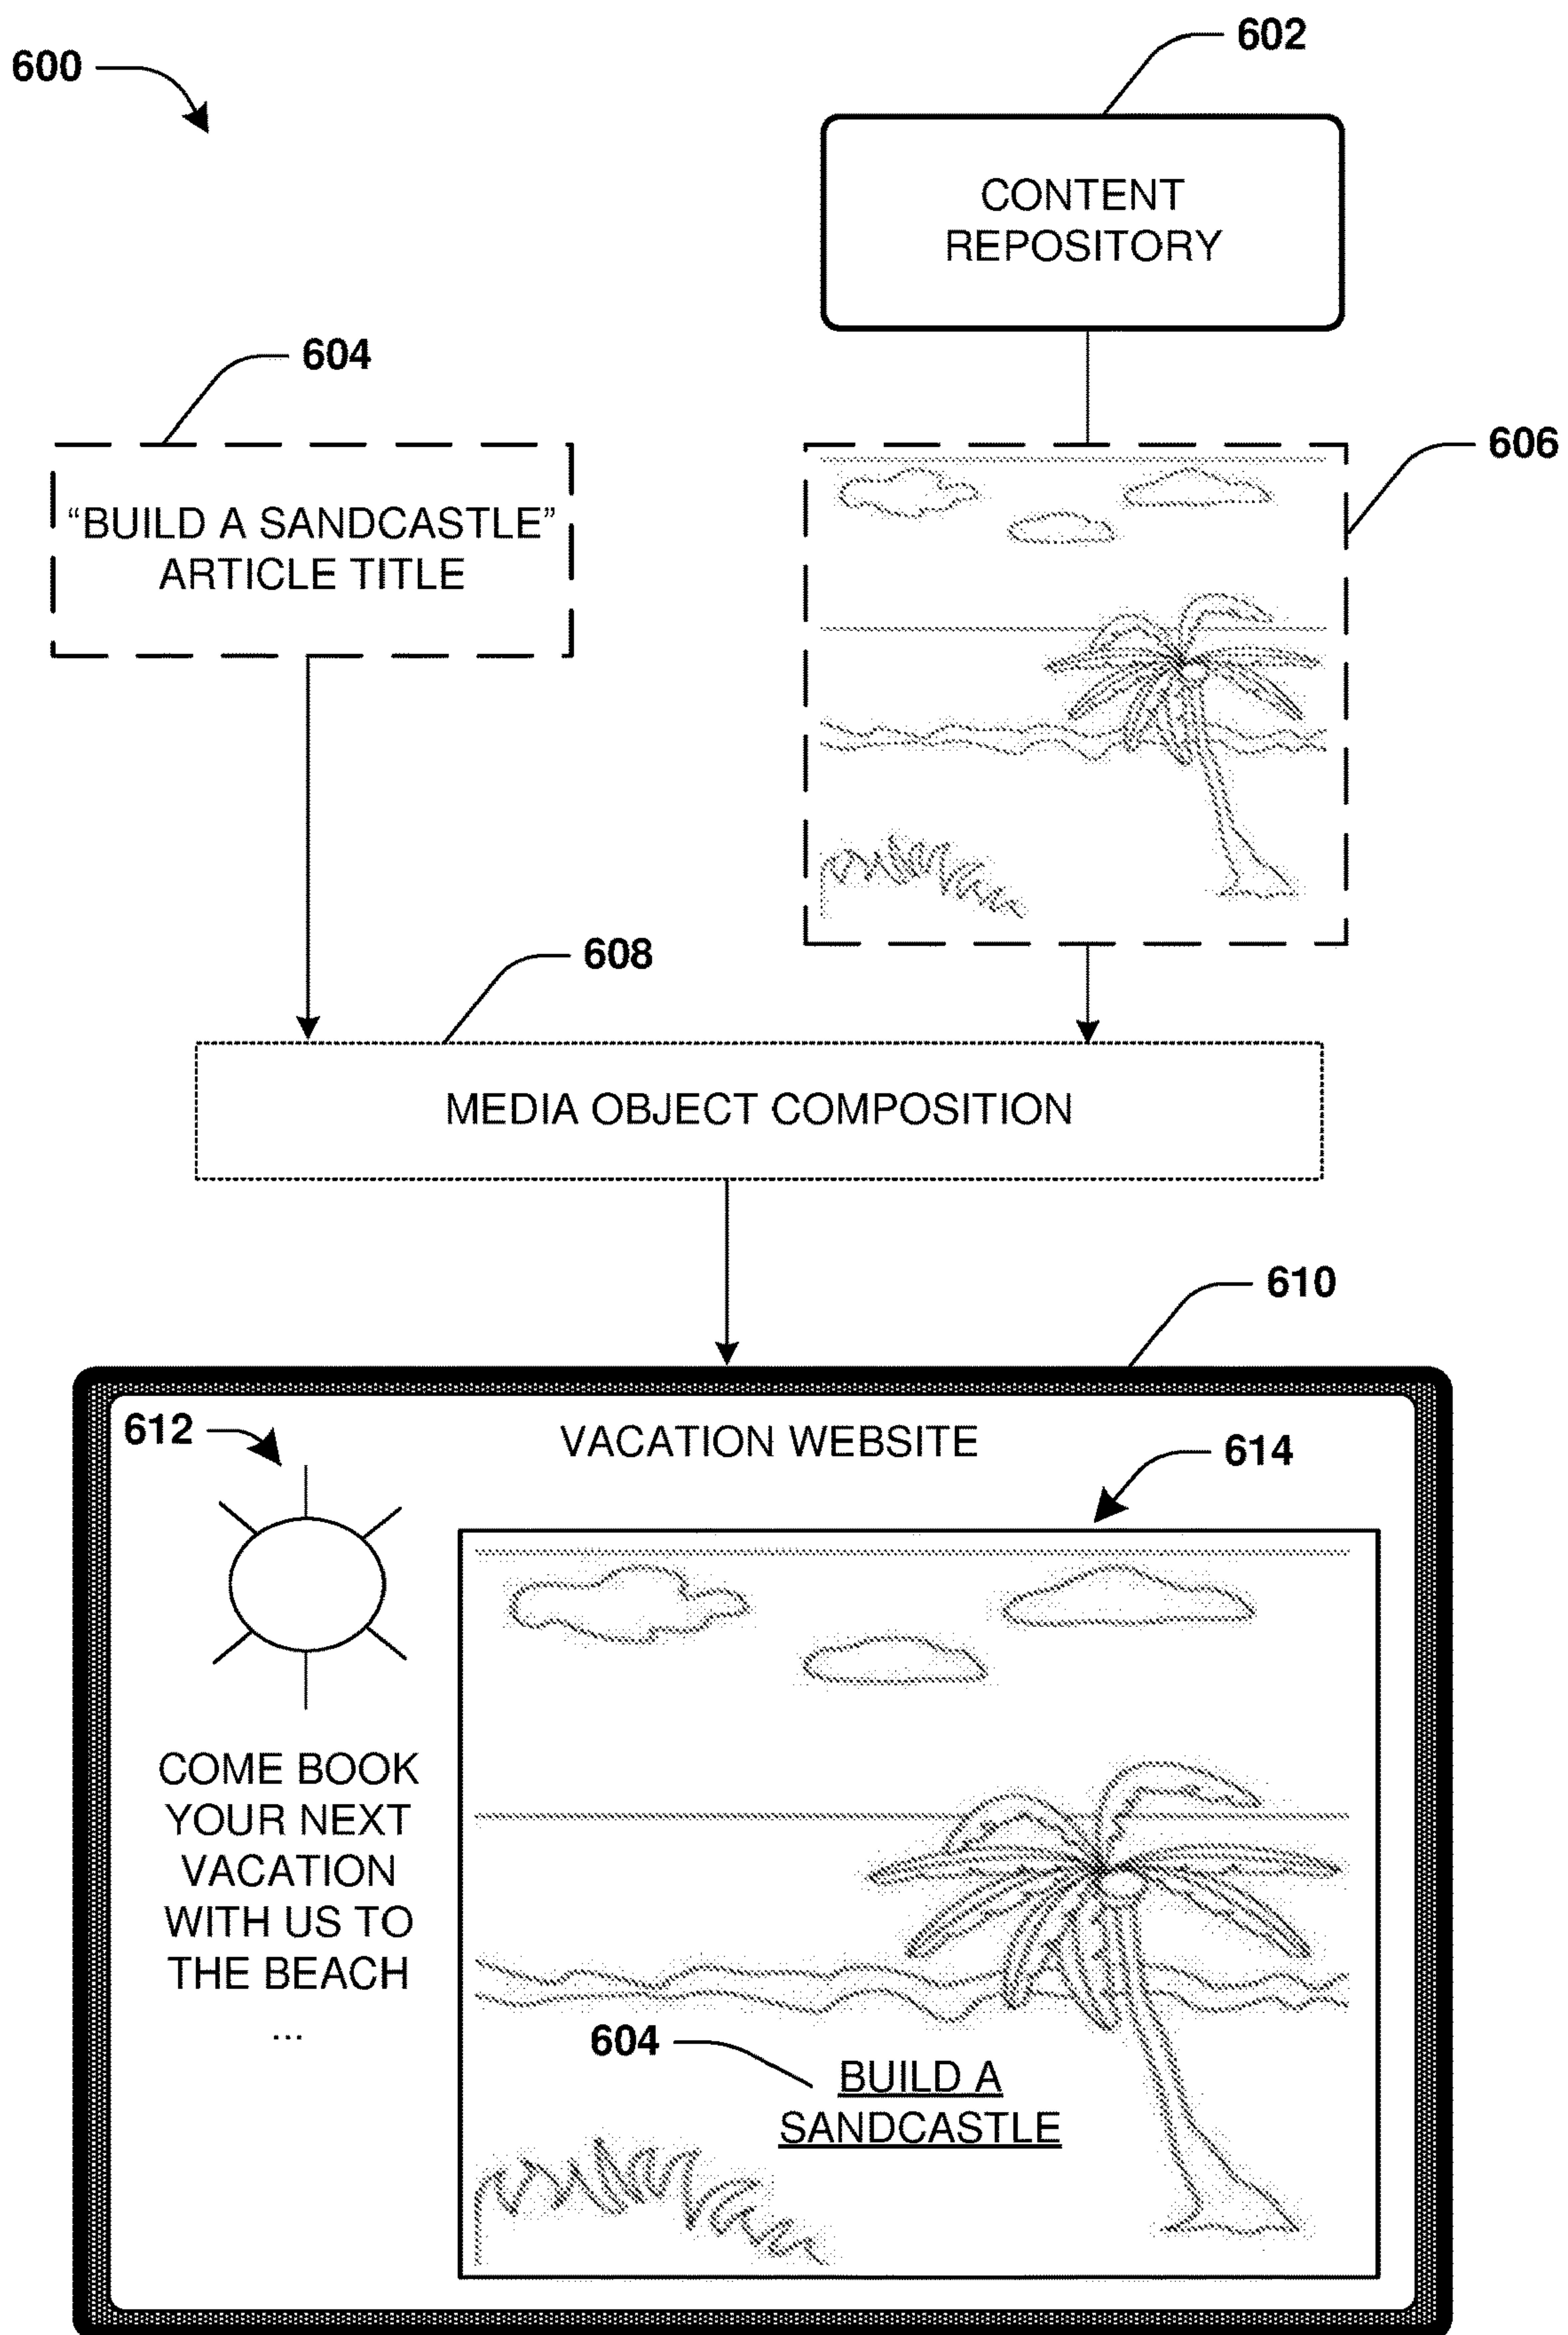 602
600
CONTENT
REPOSITORY
604
606
“BUILD A SANDCASTLE”
ARTICLE TITLE
608
MEDIA OBJECT COMPOSITION
610
612
VACATION WEBSITE
614
COME BOOK
YOUR NEXT
VACATION
WITH US TO
THE BEACH
...
604
BUILD A
SANDCASTLE